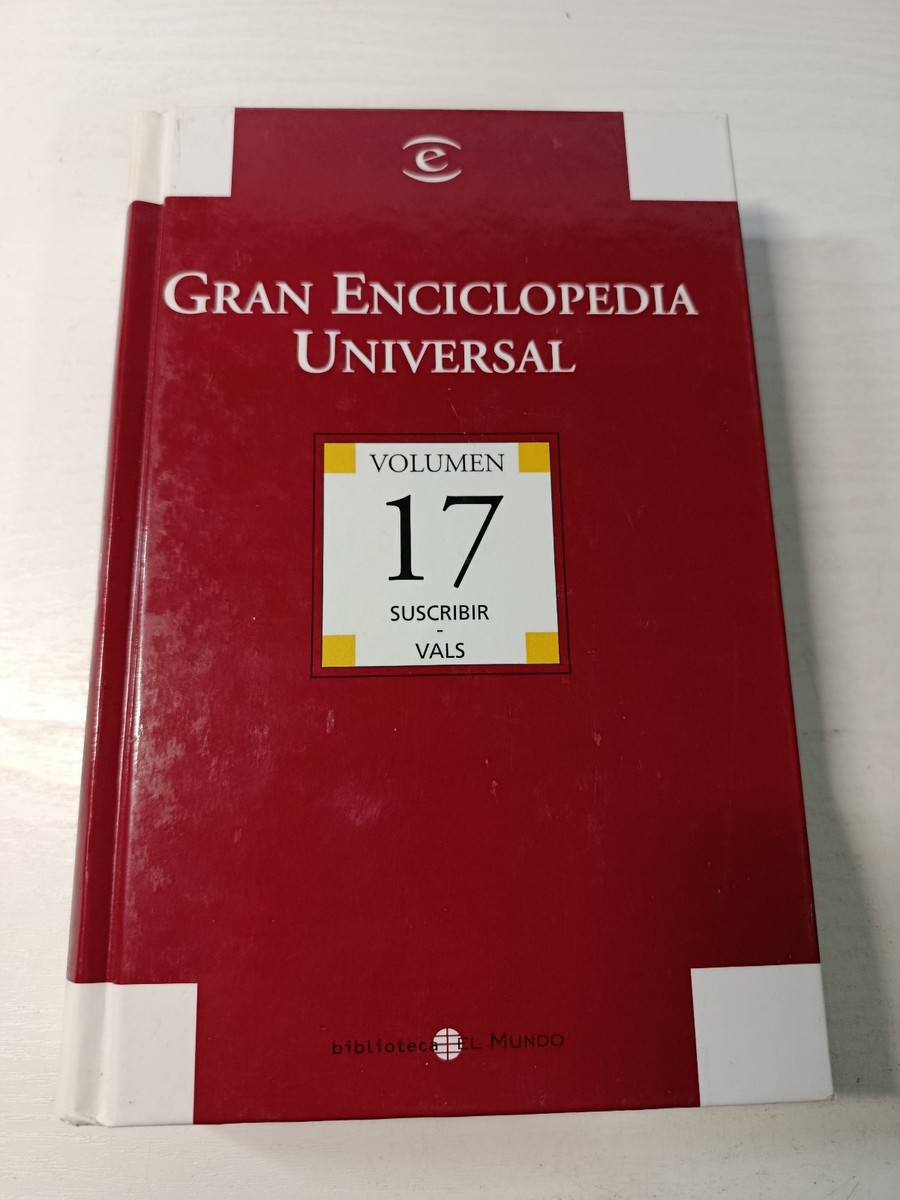 e
GRAN ENCICLOPEDIA
UNIVERSAL
VOLUMEN
17
SUSCRIBIR
-
VALS
biblioteca EL MUNDO